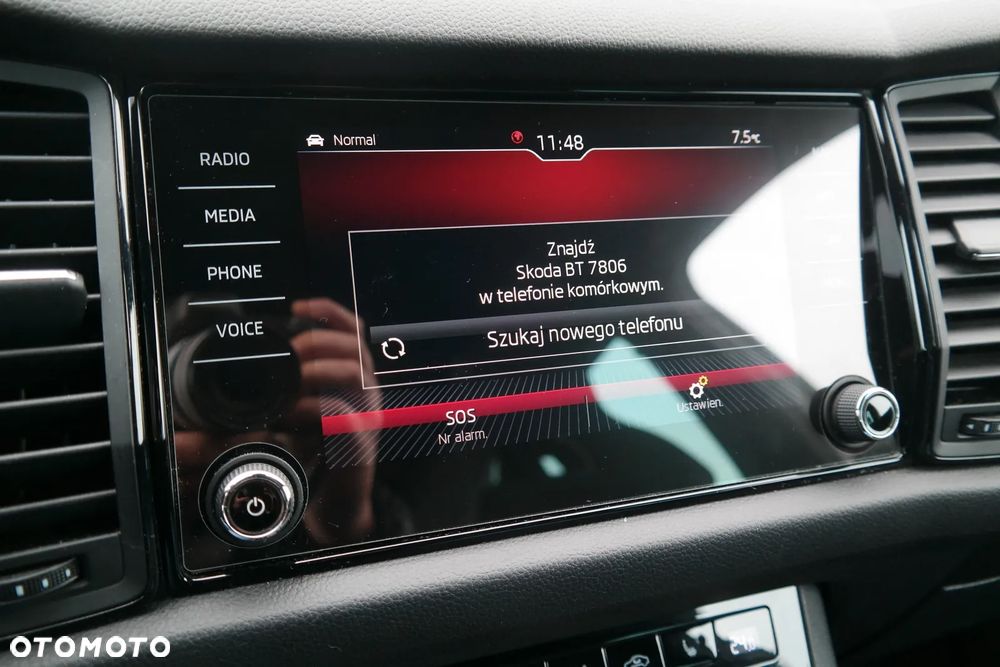 Normal
11:48
7.5°C
RADIO
MEDIA
PHONE
VOICE
Znajdź
Skoda BT 7806
w telefonie komórkowym.
Szukaj nowego telefonu
SOS
Nr alarm.
Ustawien.
OTOMOTO